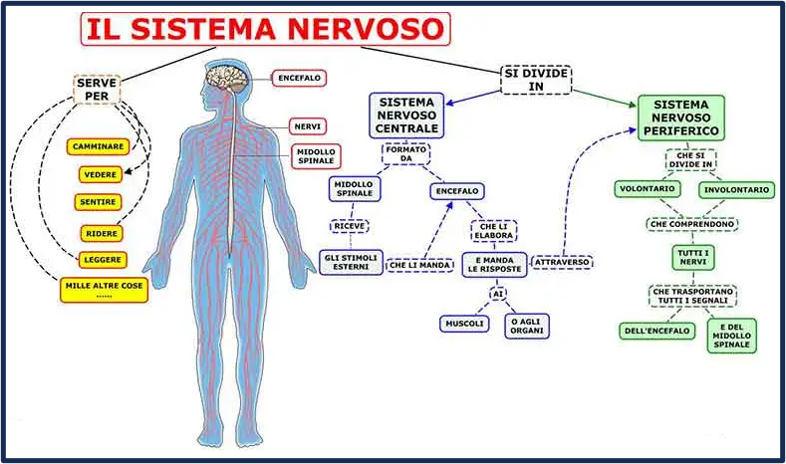 IL SISTEMA NERVOSO
SERVE
PER
CAMMINARE
VEDERE
SENTIRE
RIDERE
LEGGERE
MILLE ALTRE COSE
......
ENCEFALO
NERVI
MIDOLLO
SPINALE
SI DIVIDE
IN
SISTEMA
NERVOSO
CENTRALE
FORMATO
DA
MIDOLLO
SPINALE
RICEVE
GLI STIMOLI
ESTERNI
CHE LI MANDA
ENCEFALO
CHE LI
ELABORA
E MANDA
LE RISPOSTE
AI
MUSCOLI
O AGLI
ORGANI
ATTRAVERSO
SISTEMA
NERVOSO
PERIFERICO
CHE SI
DIVIDE IN
VOLONTARIO
INVOLONTARIO
CHE COMPRENDONO
TUTTI I
NERVI
CHE TRASPORTANO
TUTTI I SEGNALI
DELL'ENCEFALO
E DEL
MIDOLLO
SPINALE